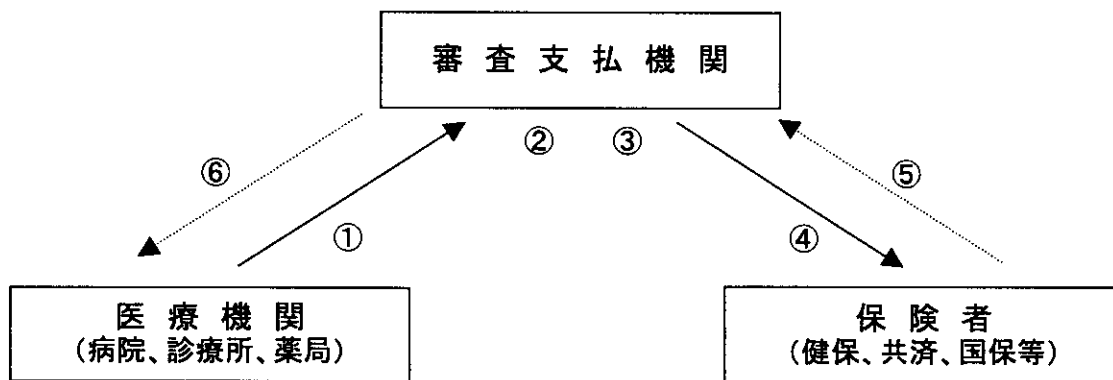 審査支払機関
② ③
⑥
⑤
①
④
医療機関
(病院、診療所、薬局)
保険者
(健保、共済、国保等)